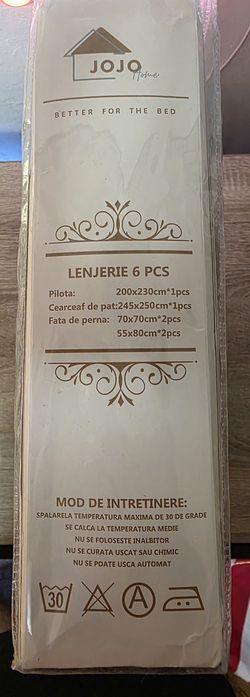 JOJO
Home
BETTER FOR THE BED
LENJERIE 6 PCS
Pilota: 200x230cm*1pcs
Cearceaf de pat:245x250cm*1pcs
Fata de perna: 70x70cm*2pcs
55x80cm*2pcs
MOD DE INTRETINERE:
SPALARELA TEMPERATURA MAXIMA DE 30 DE GRADE
SE CALCA LA TEMPERATURA MEDIE
NU SE FOLOSESTE INALBITOR
NU SE CURATA USCAT SAU CHIMIC
NU SE POATE USCA AUTOMAT
30 A